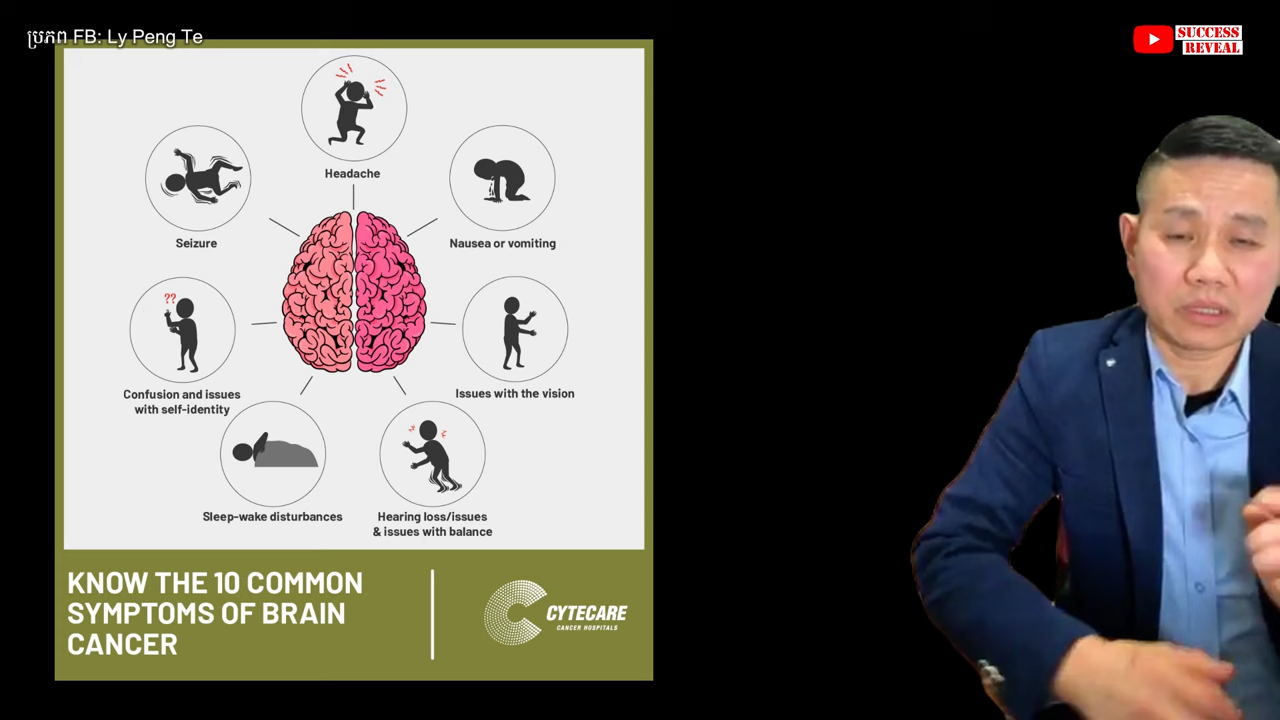 ប្រភព FB: Ly Peng Te
SUCCESS
REVEAL
Headache
Seizure
Nausea or vomiting
??
Confusion and issues
with self-identity
Issues with the vision
Sleep-wake disturbances
Hearing loss/issues
& issues with balance
KNOW THE 10 COMMON
SYMPTOMS OF BRAIN
CANCER
CYTECARE
CANCER HOSPITALS